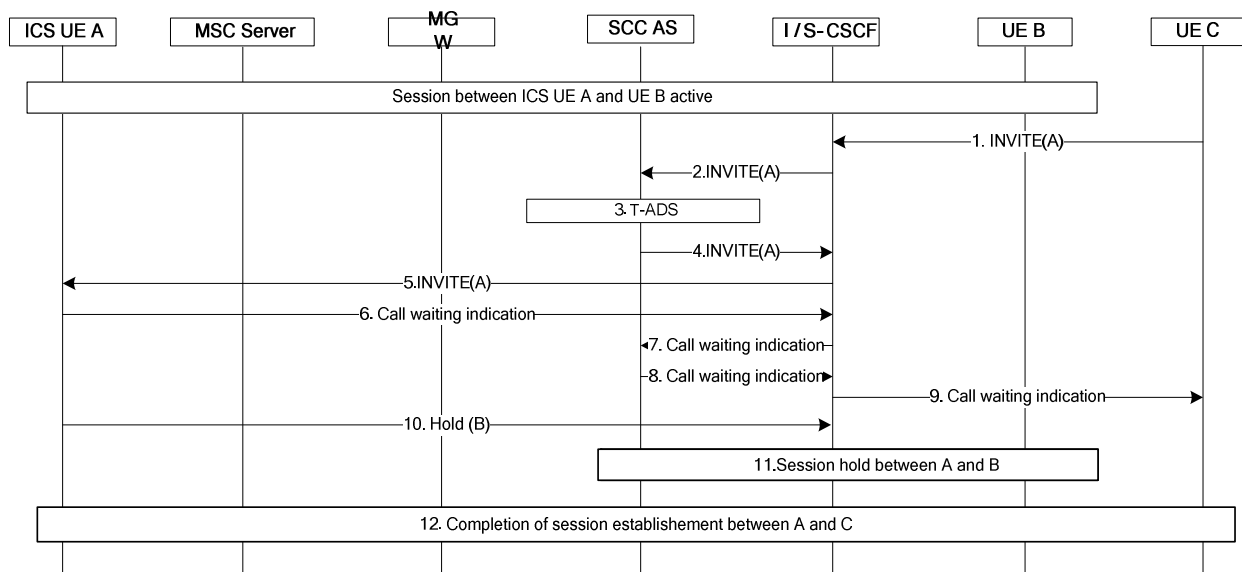 ICS UE A
MSC Server
MG
W
SCC AS
I / S-CSCF
UE B
UE C
Session between ICS UE A and UE B active
1. INVITE(A)
2.INVITE(A)
3. T-ADS
4.INVITE(A)
5.INVITE(A)
6. Call waiting indication
7. Call waiting indication
8. Call waiting indication
9. Call waiting indication
10. Hold (B)
11.Session hold between A and B
12. Completion of session establishement between A and C